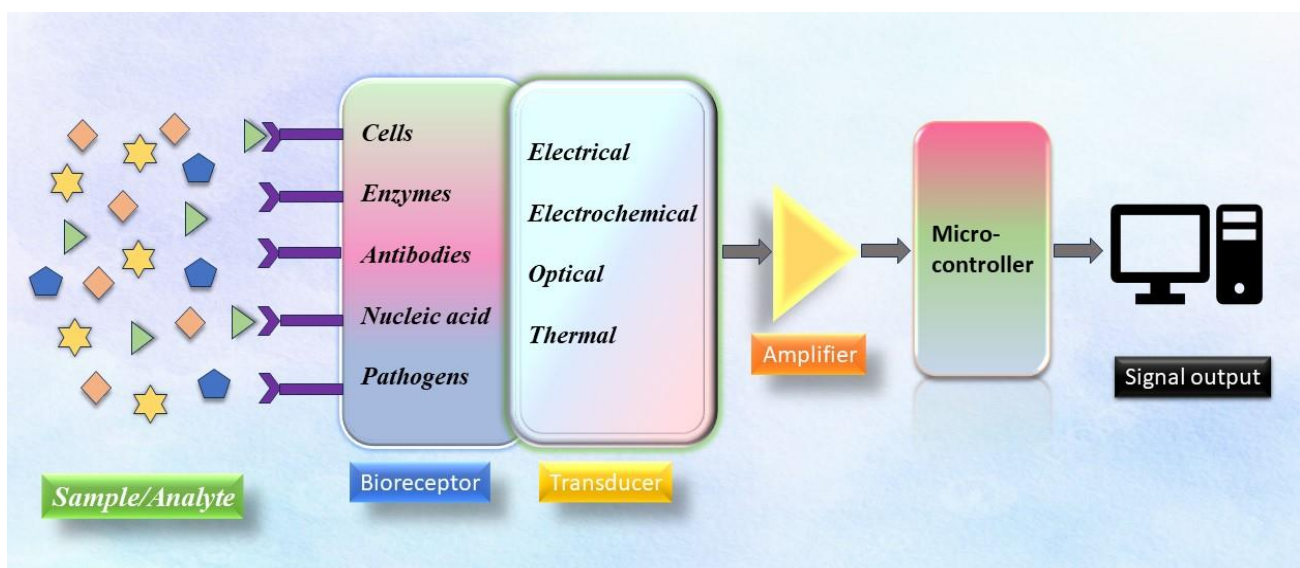 Cells
Enzymes
Antibodies
Nucleic acid
Pathogens
Electrical
Electrochemical
Optical
Thermal
Micro-
controller
Amplifier
Signal output
Sample/Analyte
Bioreceptor
Transducer